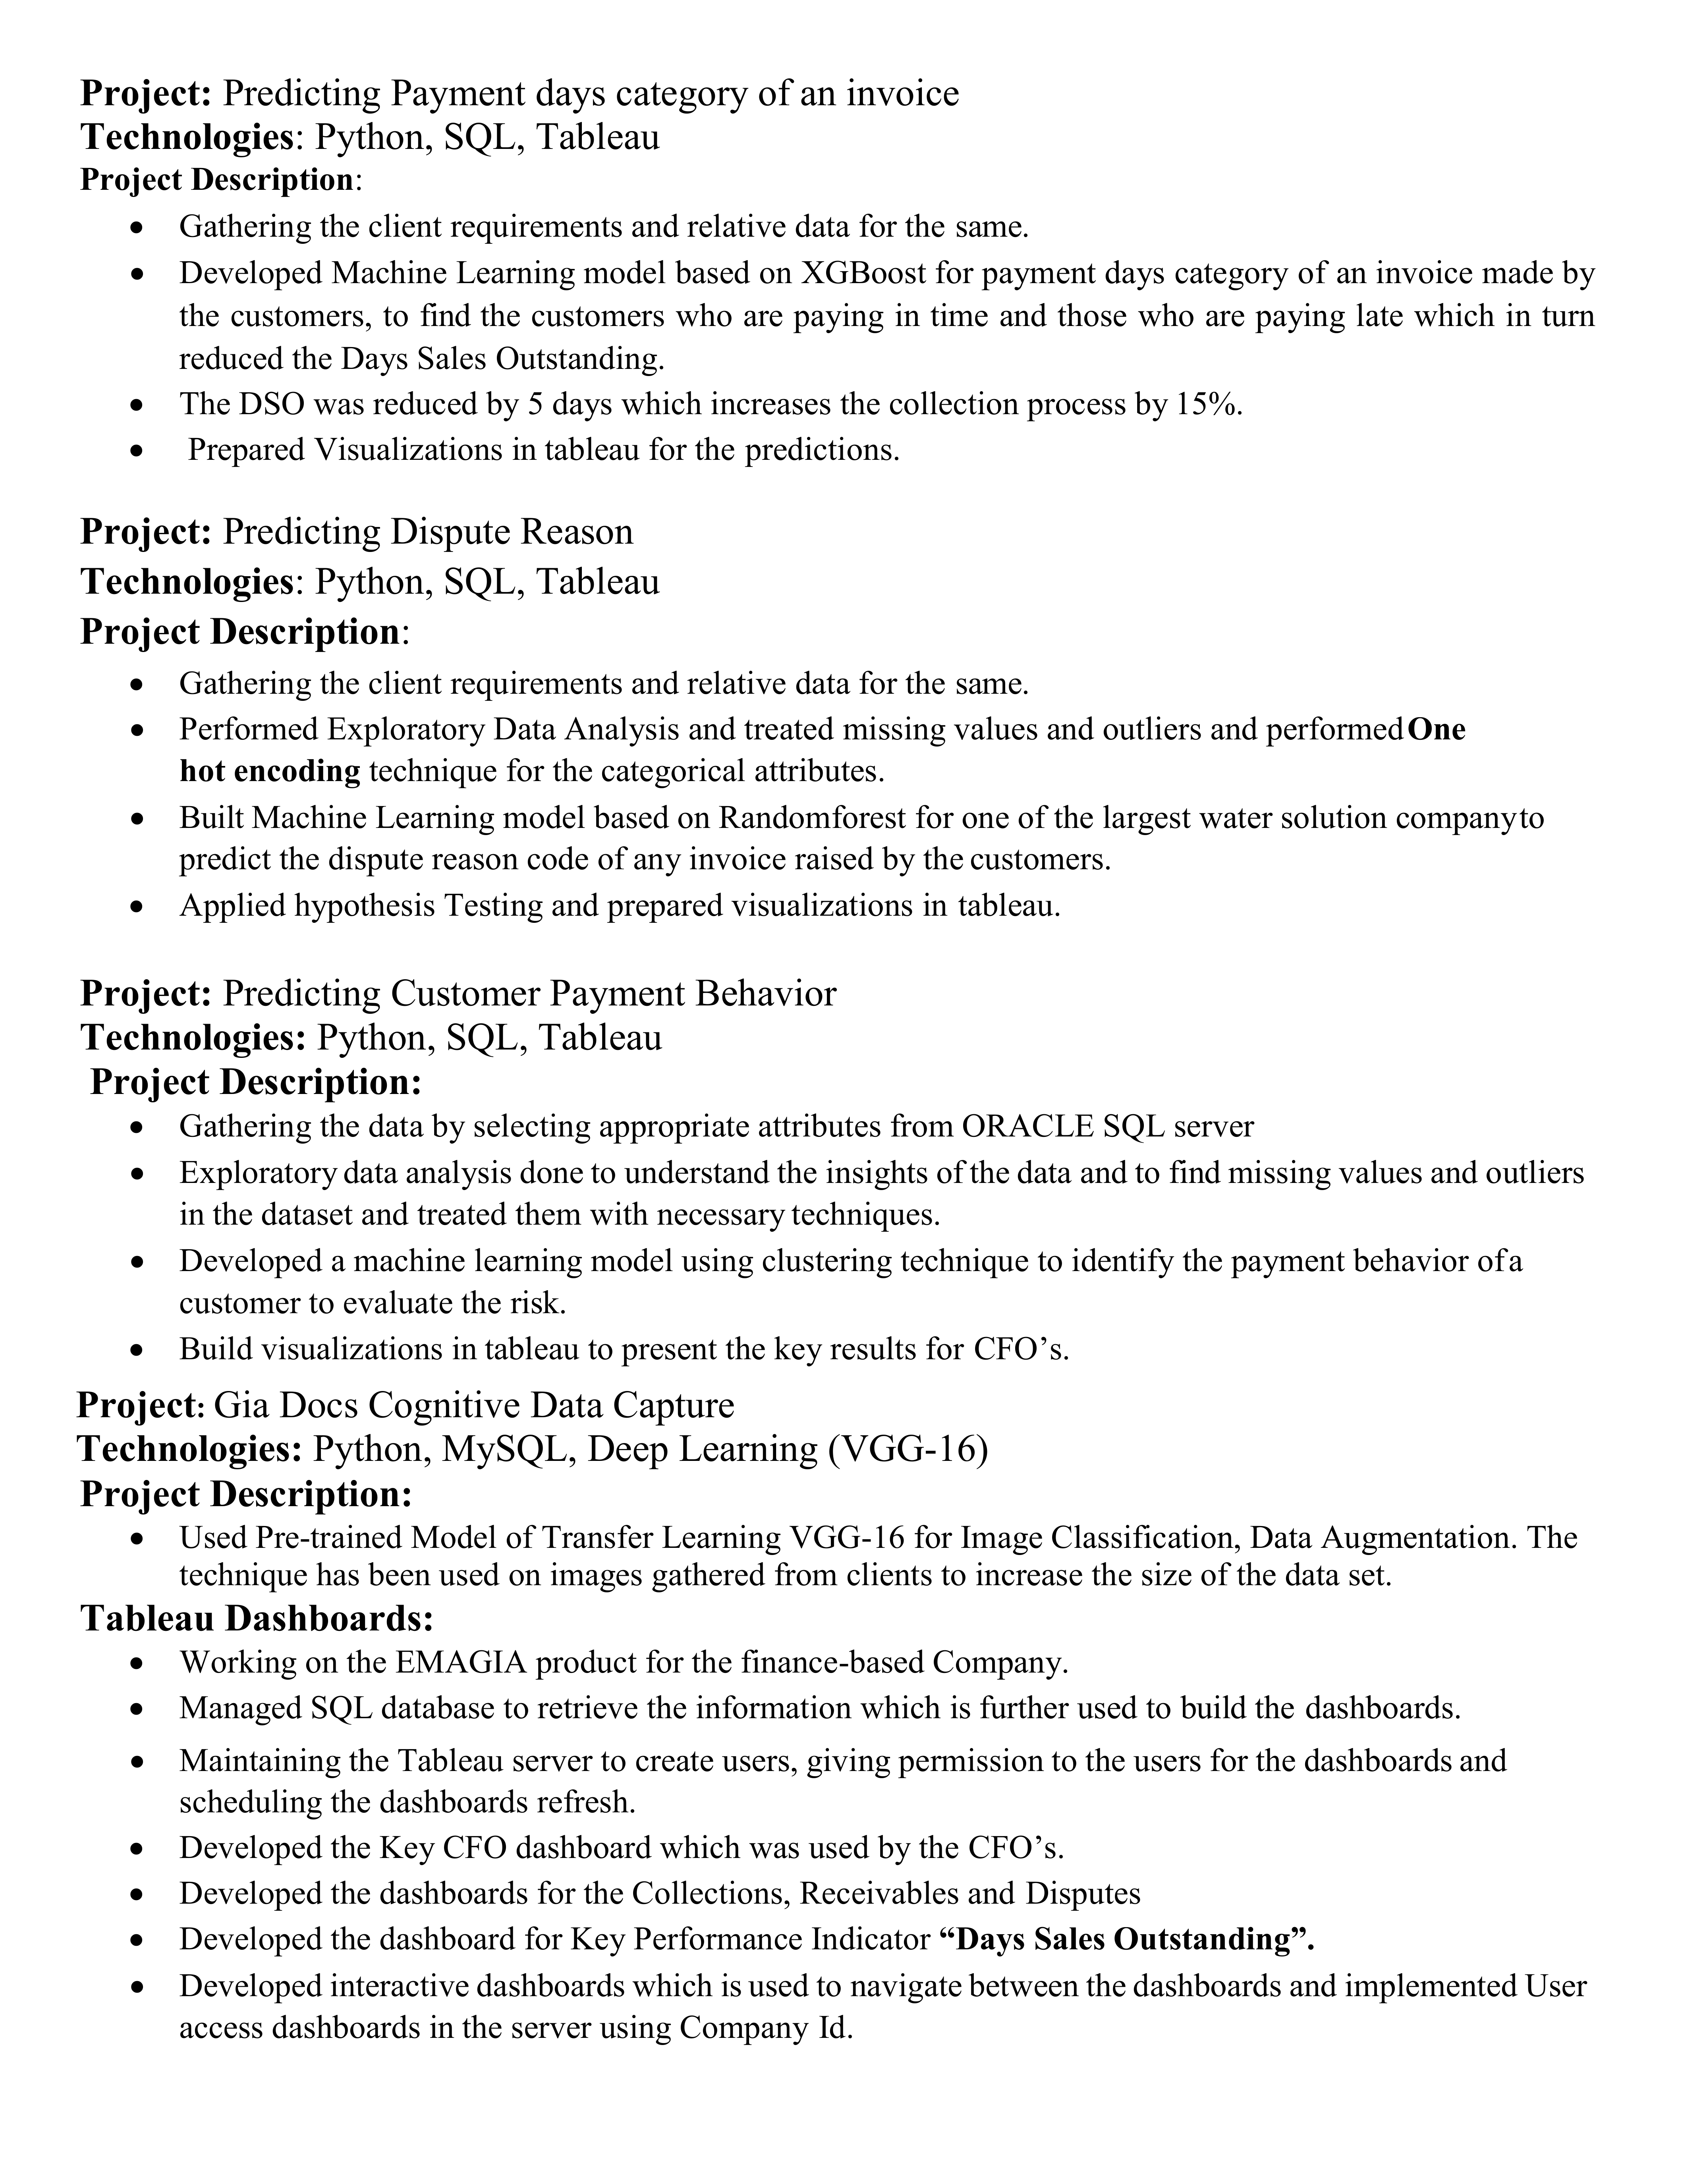 Project: Predicting Payment days category of an invoice
Technologies: Python, SQL, Tableau
Project Description:
• Gathering the client requirements and relative data for the same.
• Developed Machine Learning model based on XGBoost for payment days category of an invoice made by
the customers, to find the customers who are paying in time and those who are paying late which in turn
reduced the Days Sales Outstanding.
• The DSO was reduced by 5 days which increases the collection process by 15%.
• Prepared Visualizations in tableau for the predictions.
Project: Predicting Dispute Reason
Technologies: Python, SQL, Tableau
Project Description:
• Gathering the client requirements and relative data for the same.
• Performed Exploratory Data Analysis and treated missing values and outliers and performed One
hot encoding technique for the categorical attributes.
• Built Machine Learning model based on Randomforest for one of the largest water solution company to
predict the dispute reason code of any invoice raised by the customers.
• Applied hypothesis Testing and prepared visualizations in tableau.
Project: Predicting Customer Payment Behavior
Technologies: Python, SQL, Tableau
Project Description:
• Gathering the data by selecting appropriate attributes from ORACLE SQL server
• Exploratory data analysis done to understand the insights of the data and to find missing values and outliers
in the dataset and treated them with necessary techniques.
• Developed a machine learning model using clustering technique to identify the payment behavior of a
customer to evaluate the risk.
• Build visualizations in tableau to present the key results for CFO’s.
Project: Gia Docs Cognitive Data Capture
Technologies: Python, MySQL, Deep Learning (VGG-16)
Project Description:
• Used Pre-trained Model of Transfer Learning VGG-16 for Image Classification, Data Augmentation. The
technique has been used on images gathered from clients to increase the size of the data set.
Tableau Dashboards:
• Working on the EMAGIA product for the finance-based Company.
• Managed SQL database to retrieve the information which is further used to build the dashboards.
• Maintaining the Tableau server to create users, giving permission to the users for the dashboards and
scheduling the dashboards refresh.
• Developed the Key CFO dashboard which was used by the CFO’s.
• Developed the dashboards for the Collections, Receivables and Disputes
• Developed the dashboard for Key Performance Indicator “Days Sales Outstanding”.
• Developed interactive dashboards which is used to navigate between the dashboards and implemented User
access dashboards in the server using Company Id.